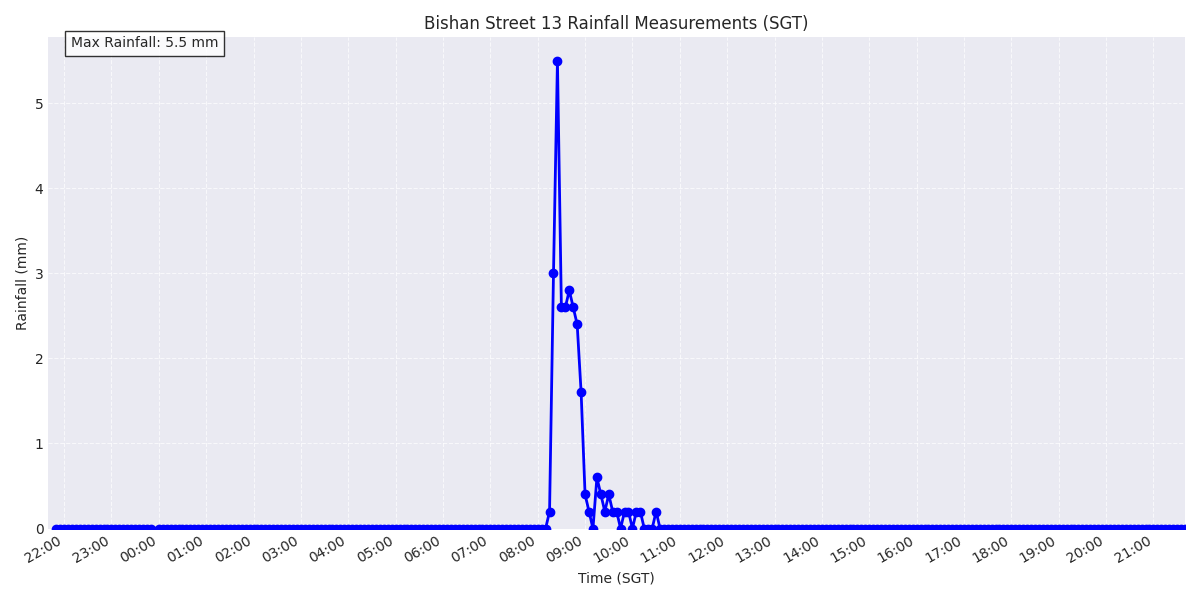 Bishan Street 13 Rainfall Measurements (SGT)
Max Rainfall: 5.5 mm
Rainfall (mm)
5
4
3
2
1
0
22:00 23:00 00:00 01:00 02:00 03:00 04:00 05:00 06:00 07:00 08:00 09:00 10:00 11:00 12:00 13:00 14:00 15:00 16:00 17:00 18:00 19:00 20:00 21:00
Time (SGT)